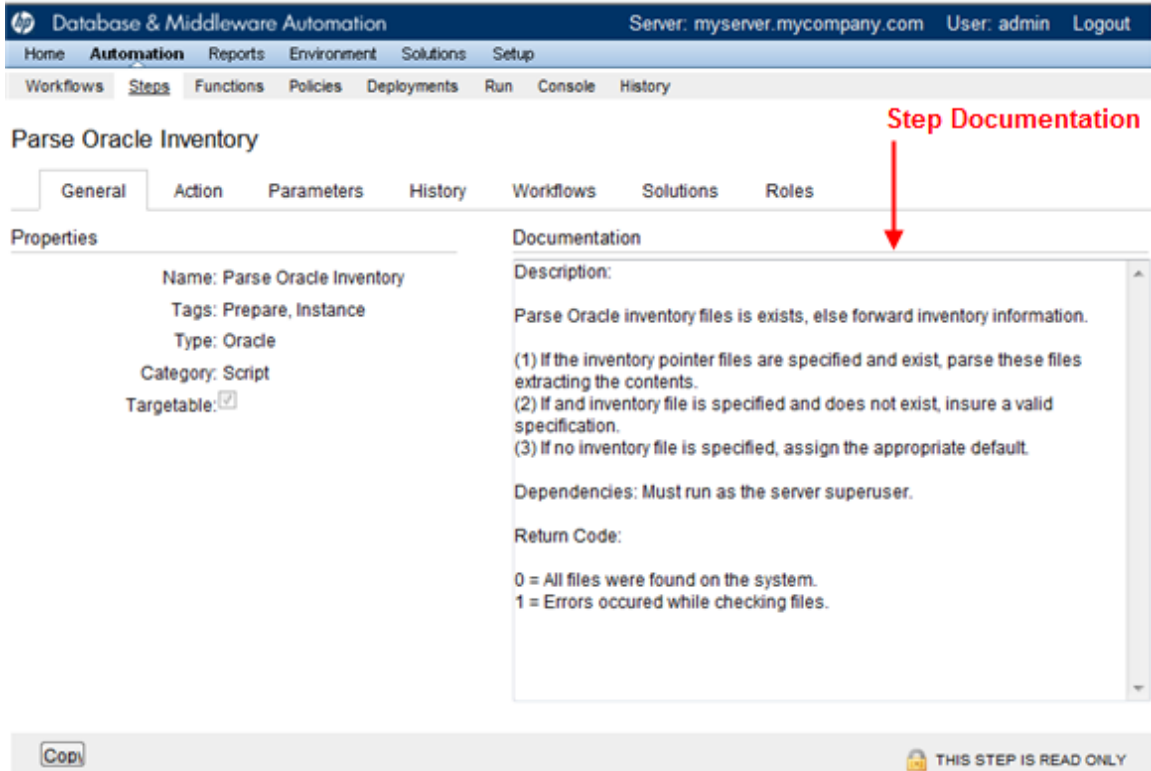 hp Database & Middleware Automation Server: myserver.mycompany.com User: admin Logout
Home Automation Reports Environment Solutions Setup
Workflows Steps Functions Policies Deployments Run Console History
Step Documentation
Parse Oracle Inventory
General Action Parameters History Workflows Solutions Roles
Properties
Name: Parse Oracle Inventory
Tags: Prepare, Instance
Type: Oracle
Category: Script
Targetable:
Documentation
Description:
Parse Oracle inventory files is exists, else forward inventory information.
(1) If the inventory pointer files are specified and exist, parse these files
extracting the contents.
(2) If and inventory file is specified and does not exist, insure a valid
specification.
(3) If no inventory file is specified, assign the appropriate default.
Dependencies: Must run as the server superuser.
Return Code:
0 = All files were found on the system.
1 = Errors occured while checking files.
Copy
THIS STEP IS READ ONLY